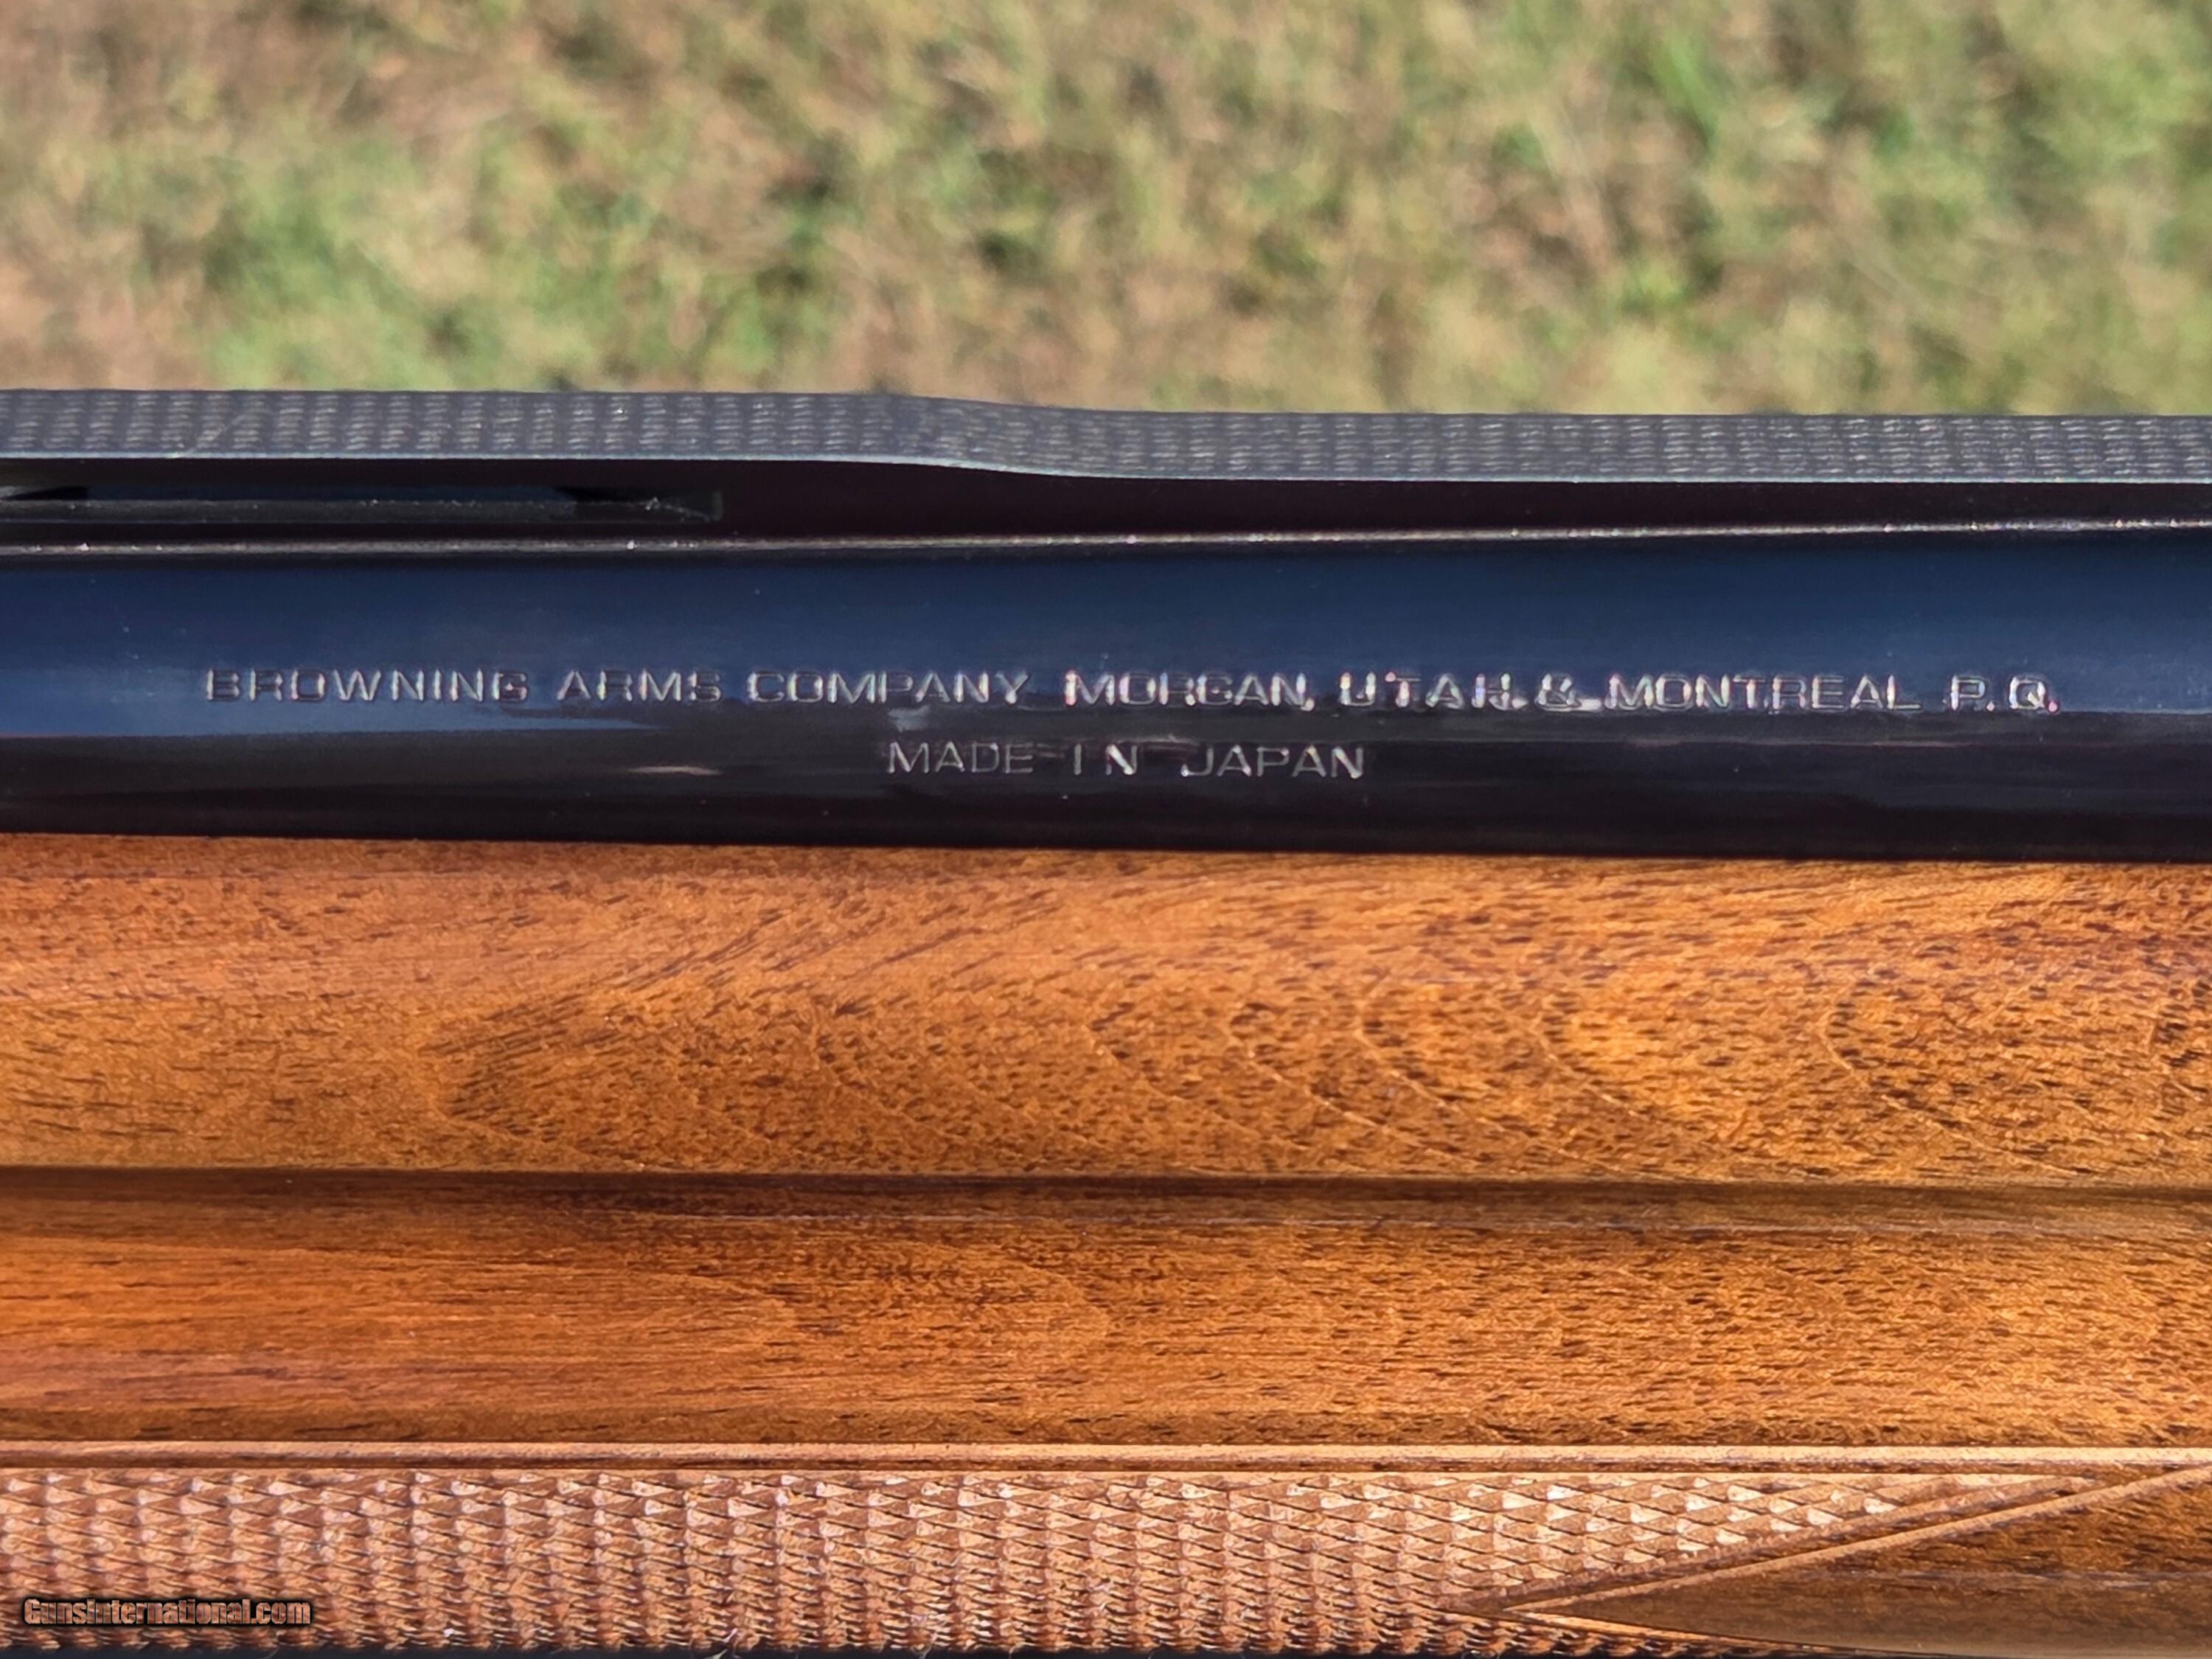 BROWNING ARMS COMPANY MORGAN, UTAH & MONTREAL P.Q.
MADE IN JAPAN
GunsInternational.com